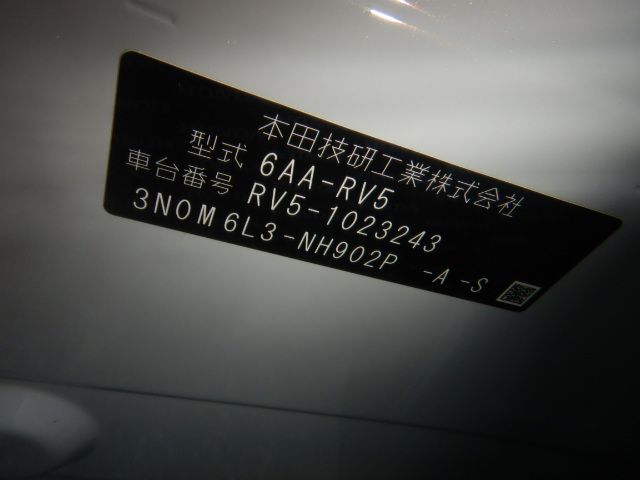 本田技研工業株式会社
型式 6AA-RV5
車台番号 RV5-1023243
3N0M6L3-NH902P -A -S